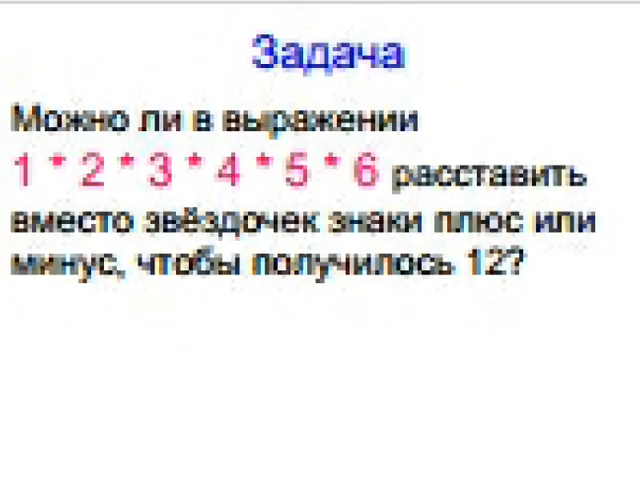 Задача
Можно ли в выражении
1 * 2 * 3 * 4 * 5 * 6 расставить
вместо звёздочек знаки плюс или
минус, чтобы получилось 12?